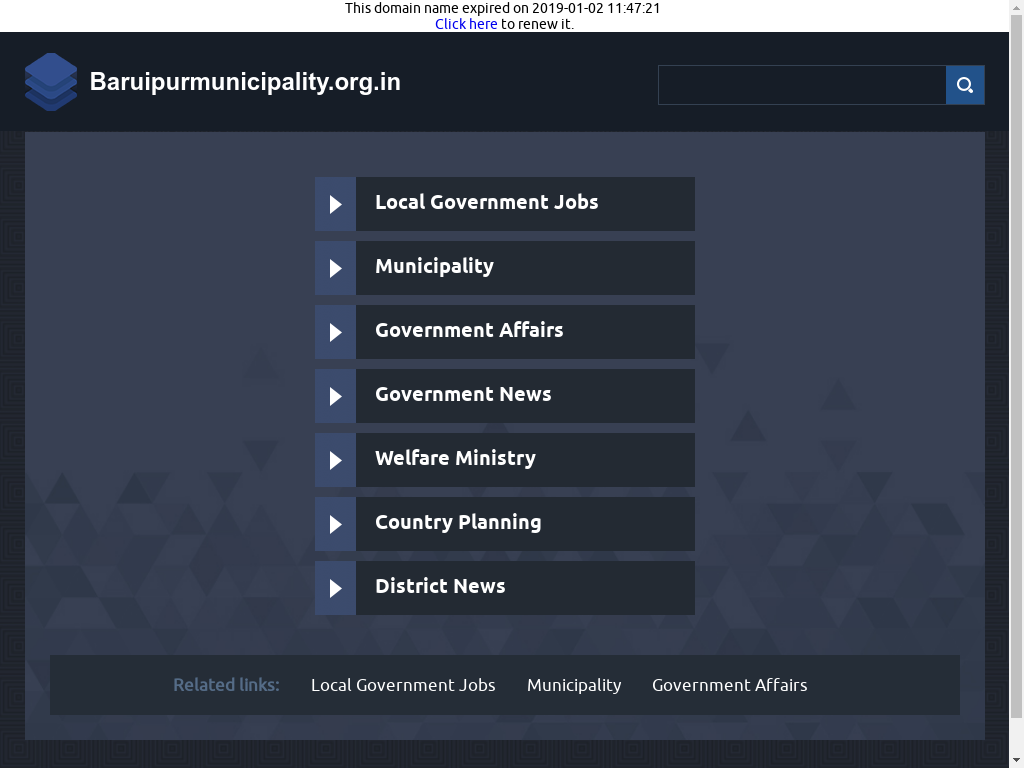 This domain name expired on 2019-01-02 11:47:21
Click here to renew it.
Baruipurmunicipality.org.in
Local Government Jobs
Municipality
Government Affairs
Government News
Welfare Ministry
Country Planning
District News
Related links: Local Government Jobs Municipality Government Affairs